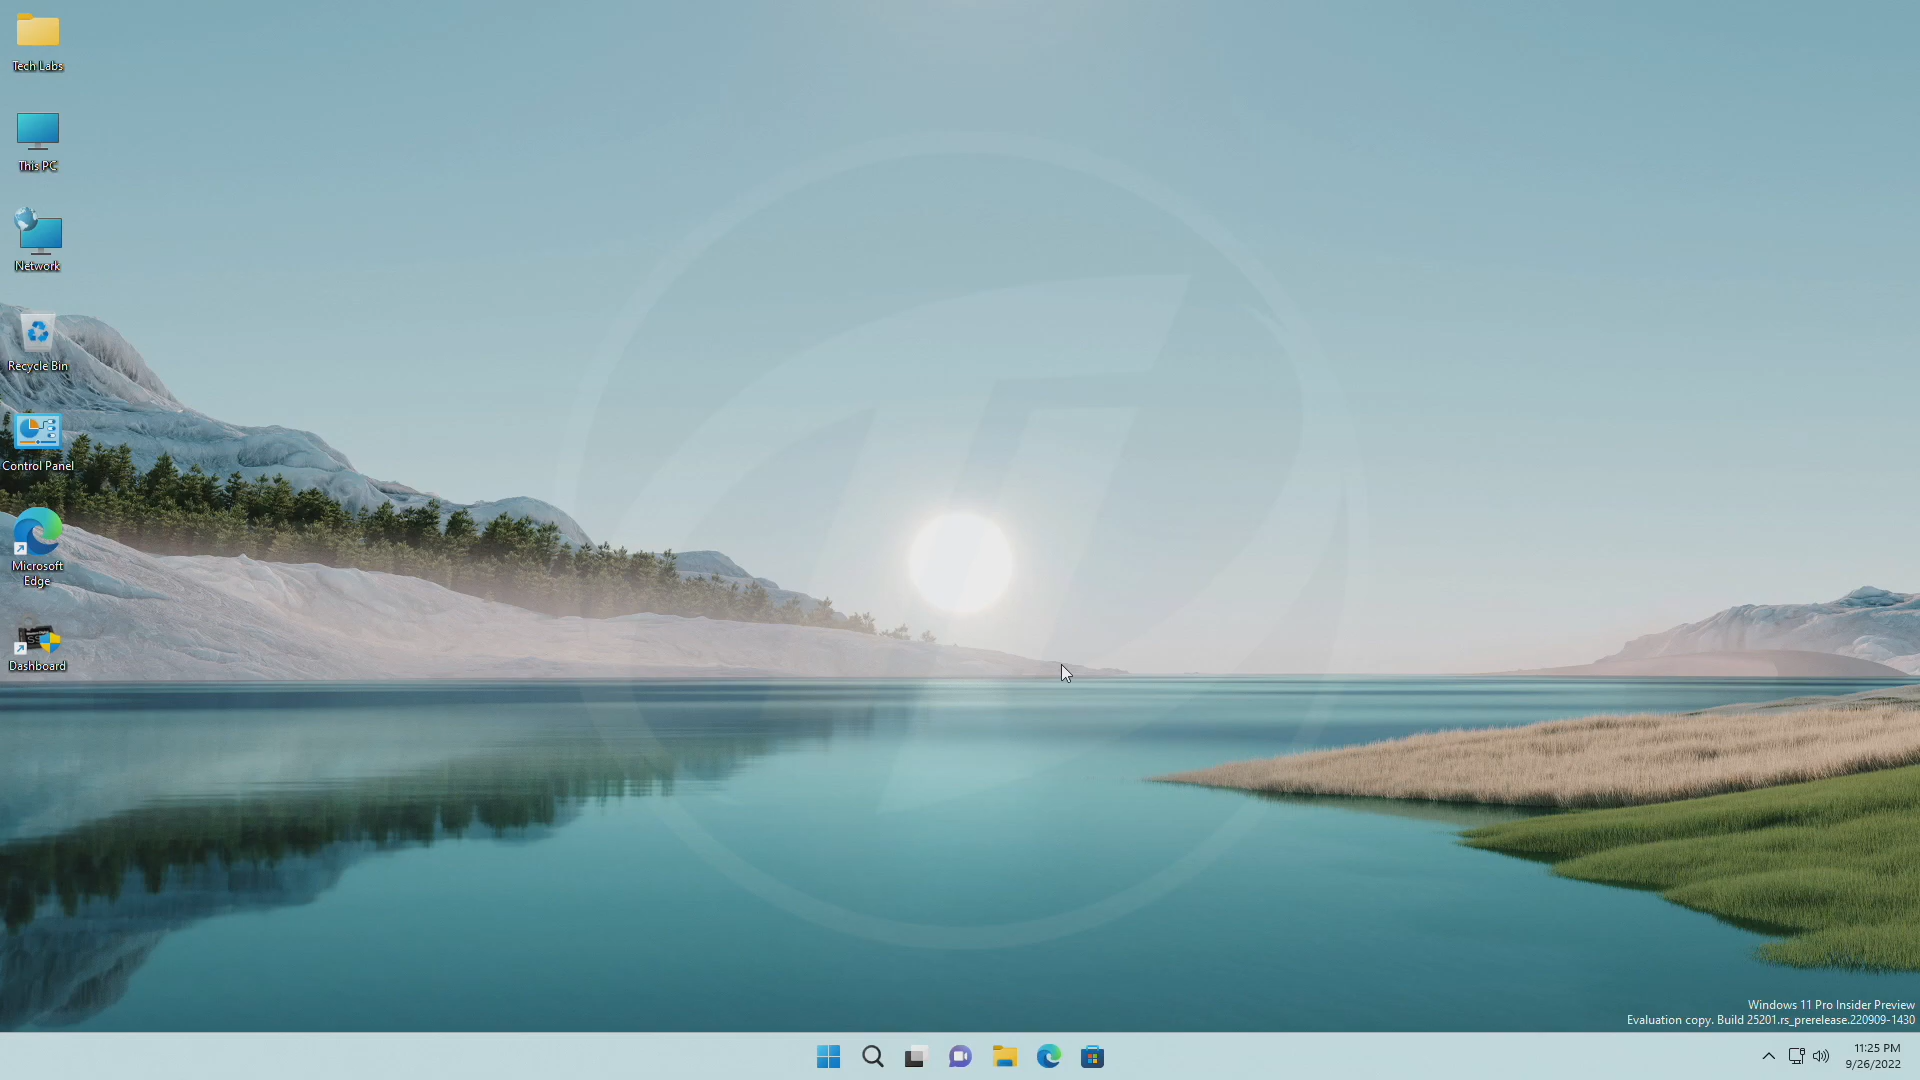 Tech Labs
This PC
Network
Recycle Bin
Control Panel
Microsoft
Edge
Dashboard
Windows 11 Pro Insider Preview
Evaluation copy. Build 25201.rs_prerelease.220909-1430
11:25 PM
9/26/2022